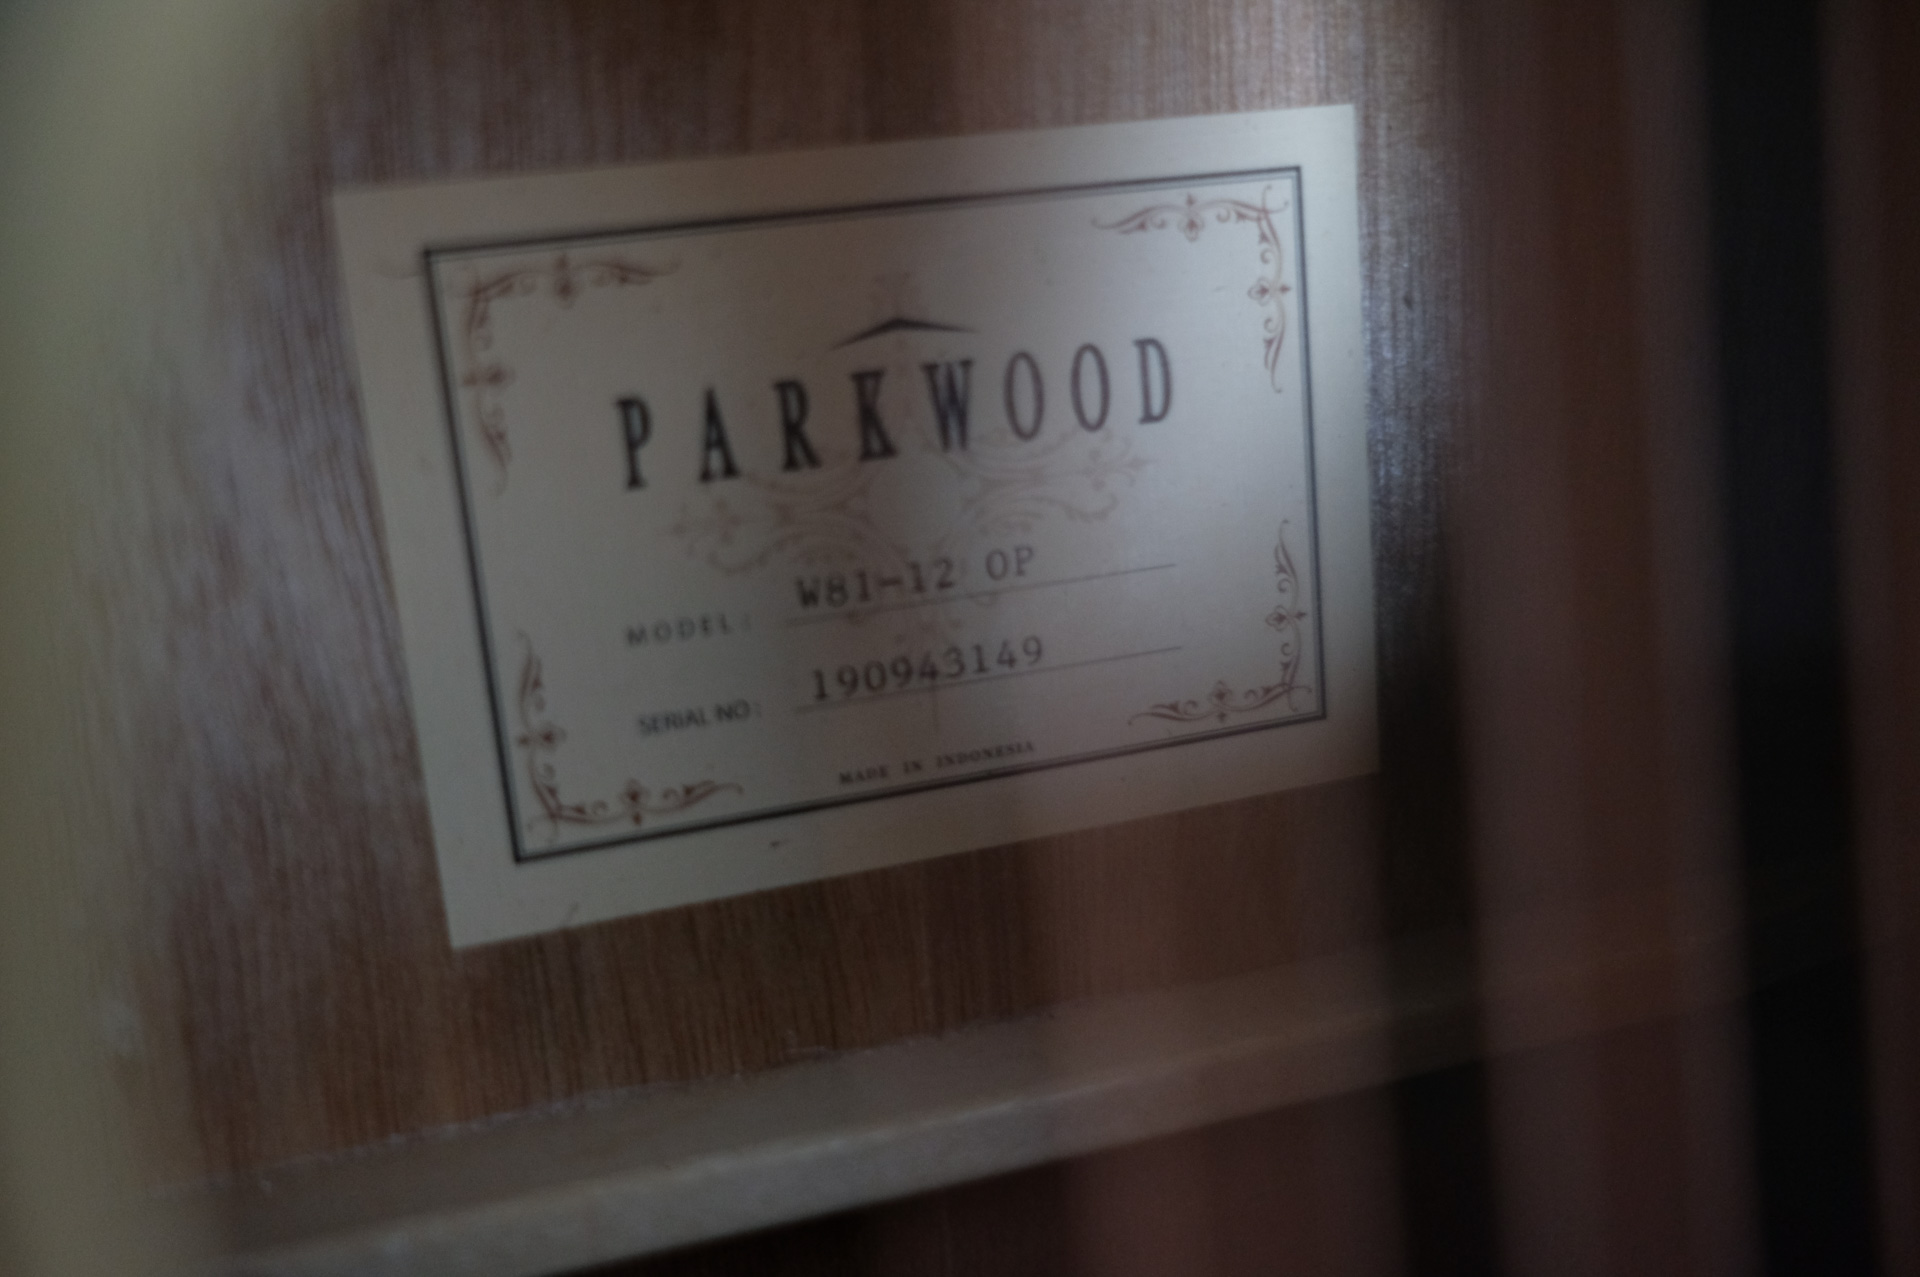 PARKWOOD
MODEL : W81-12 OP
SERIAL NO : 190943149
MADE IN INDONESIA